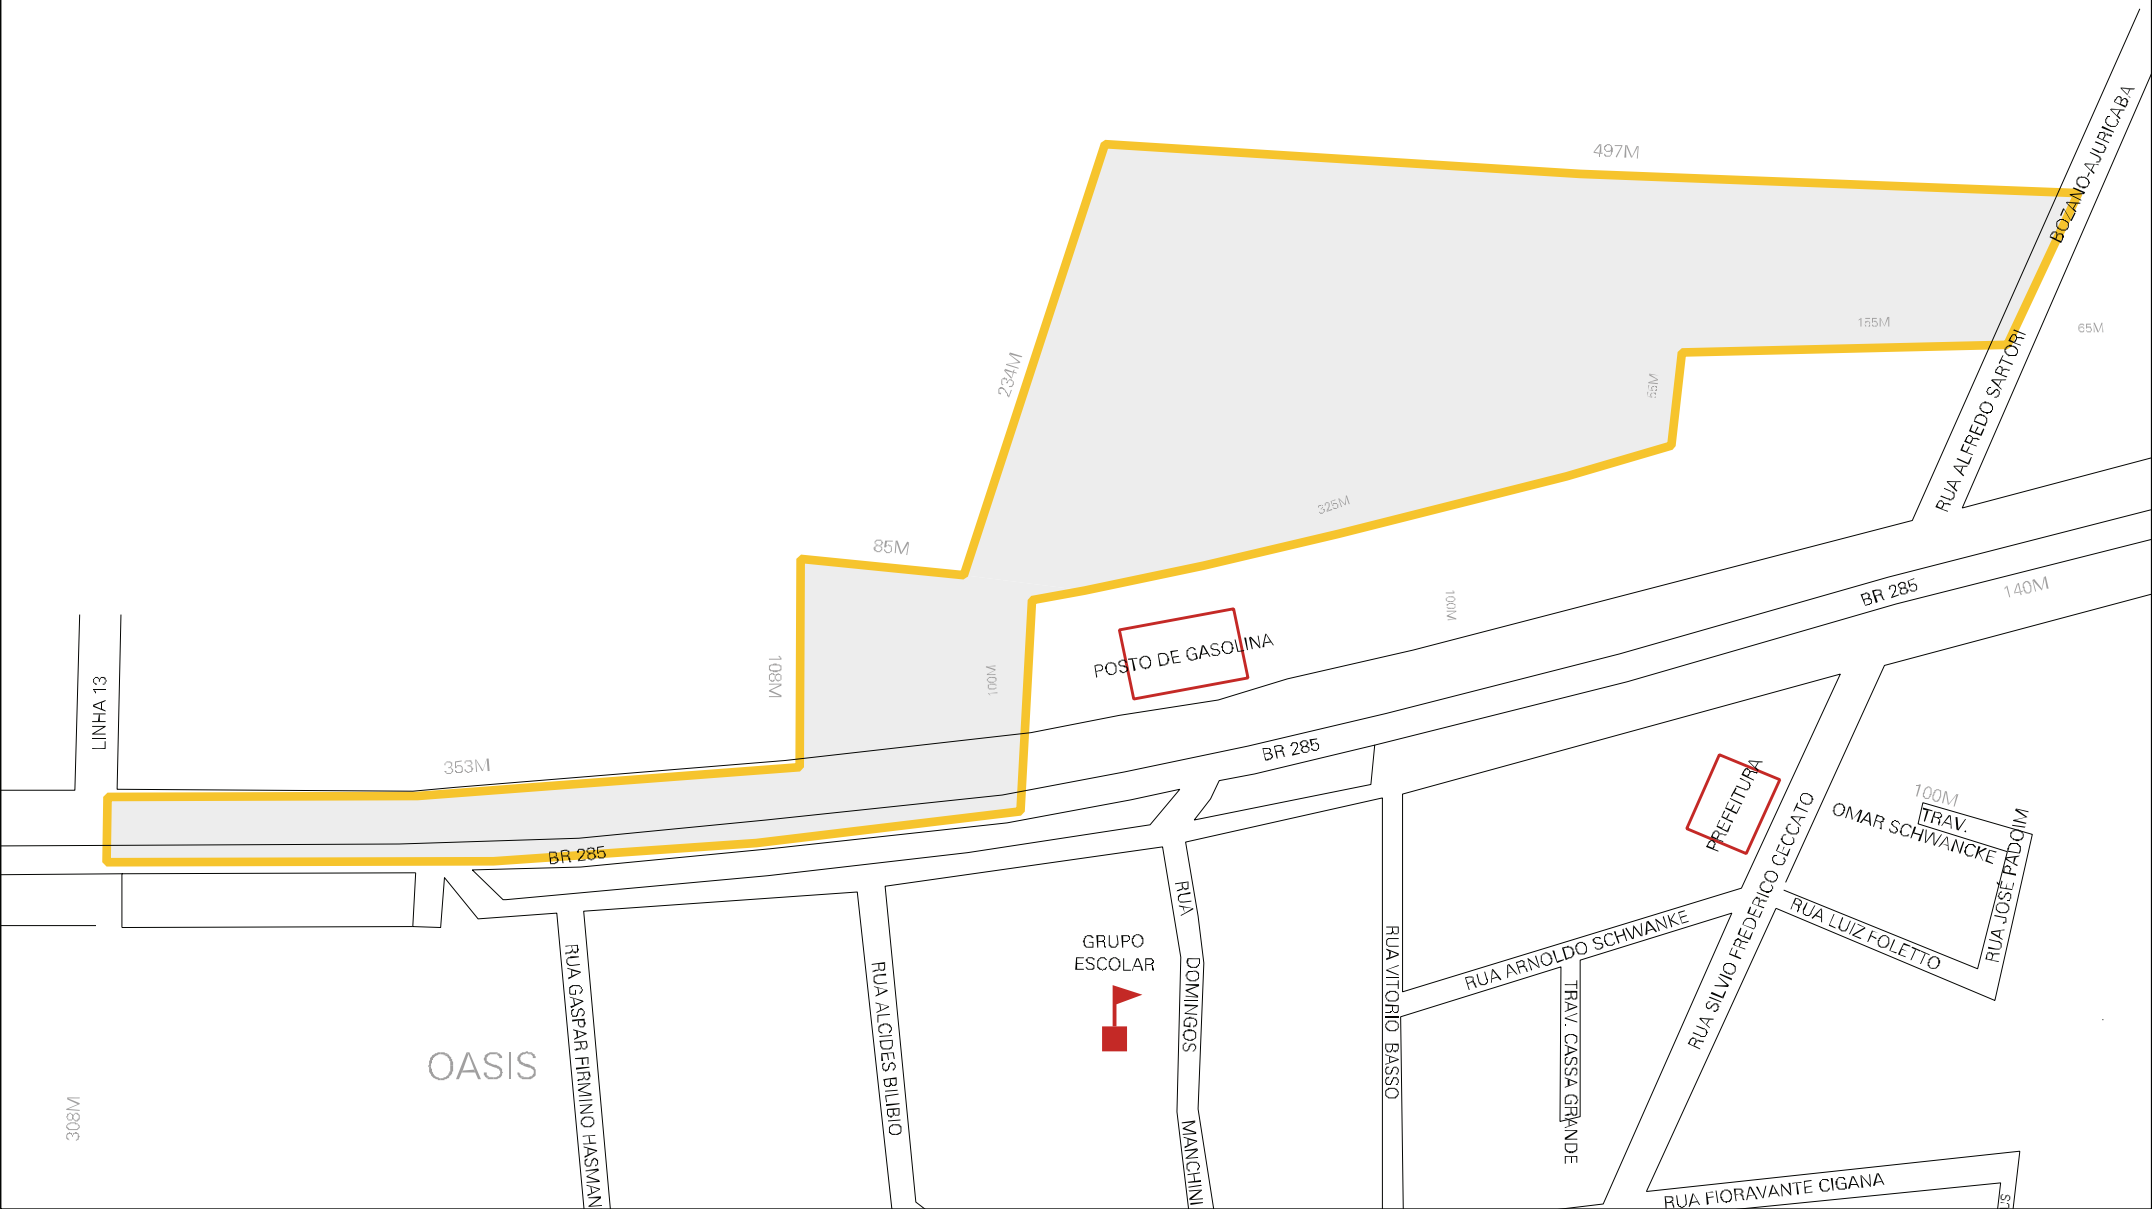 497M
BOZANO-AJURICABA
155M
65M
234M
55M
RUA ALFREDO SARTORI
325M
85M
BR 285
140M
100M
POSTO DE GASOLINA
108M
100M
LINHA 13
353M
BR 285
PREFEITURA
100M
TRAV.
OMAR SCHWANCKE
BR 285
RUA JOSÉ PADOIM
RUA SILVIO FREDERICO CECCATO
RUA LUIZ FOLETTO
RUA ARNOLDO SCHWANKE
GRUPO
ESCOLAR
RUA DOMINGOS MANCHINI
RUA VITORIO BASSO
RUA GASPAR FIRMINO HASMAN
RUA ALCIDES BILIBIO
TRAV. CASSA GRANDE
OASIS
308M
RUA FIORAVANTE CIGANA